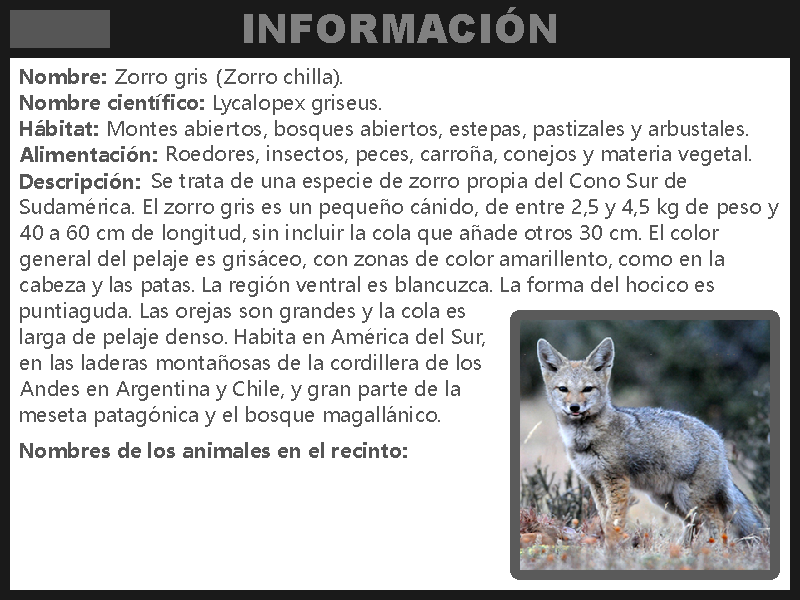 INFORMACIÓN
Nombre: Zorro gris (Zorro chilla).
Nombre científico: Lycalopex griseus.
Hábitat: Montes abiertos, bosques abiertos, estepas, pastizales y arbustales.
Alimentación: Roedores, insectos, peces, carroña, conejos y materia vegetal.
Descripción: Se trata de una especie de zorro propia del Cono Sur de
Sudamérica. El zorro gris es un pequeño cánido, de entre 2,5 y 4,5 kg de peso y
40 a 60 cm de longitud, sin incluir la cola que añade otros 30 cm. El color
general del pelaje es grisáceo, con zonas de color amarillento, como en la
cabeza y las patas. La región ventral es blancuzca. La forma del hocico es
puntiaguda. Las orejas son grandes y la cola es
larga de pelaje denso. Habita en América del Sur,
en las laderas montañosas de la cordillera de los
Andes en Argentina y Chile, y gran parte de la
meseta patagónica y el bosque magallánico.
Nombres de los animales en el recinto: